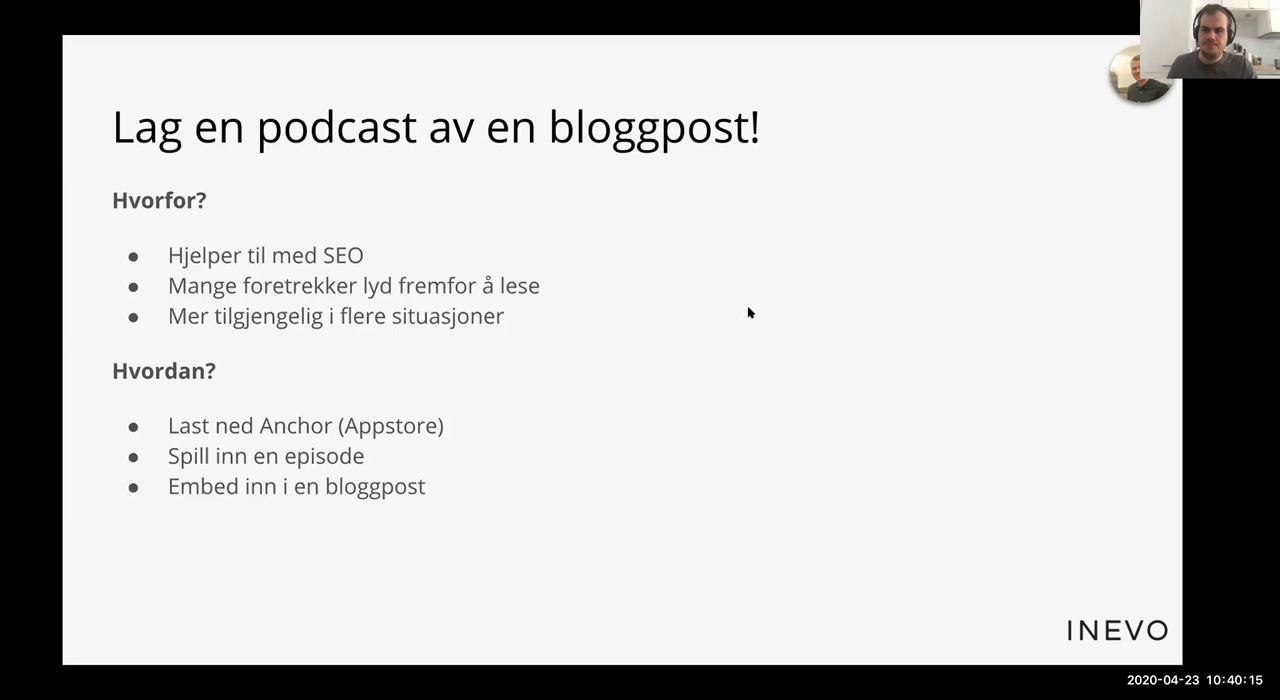 Lag en podcast av en bloggpost!
Hvorfor?
● Hjelper til med SEO
● Mange foretrekker lyd fremfor å lese
● Mer tilgjengelig i flere situasjoner
Hvordan?
● Last ned Anchor (Appstore)
● Spill inn en episode
● Embed inn i en bloggpost
INEVO
2020-04-23 10:40:15